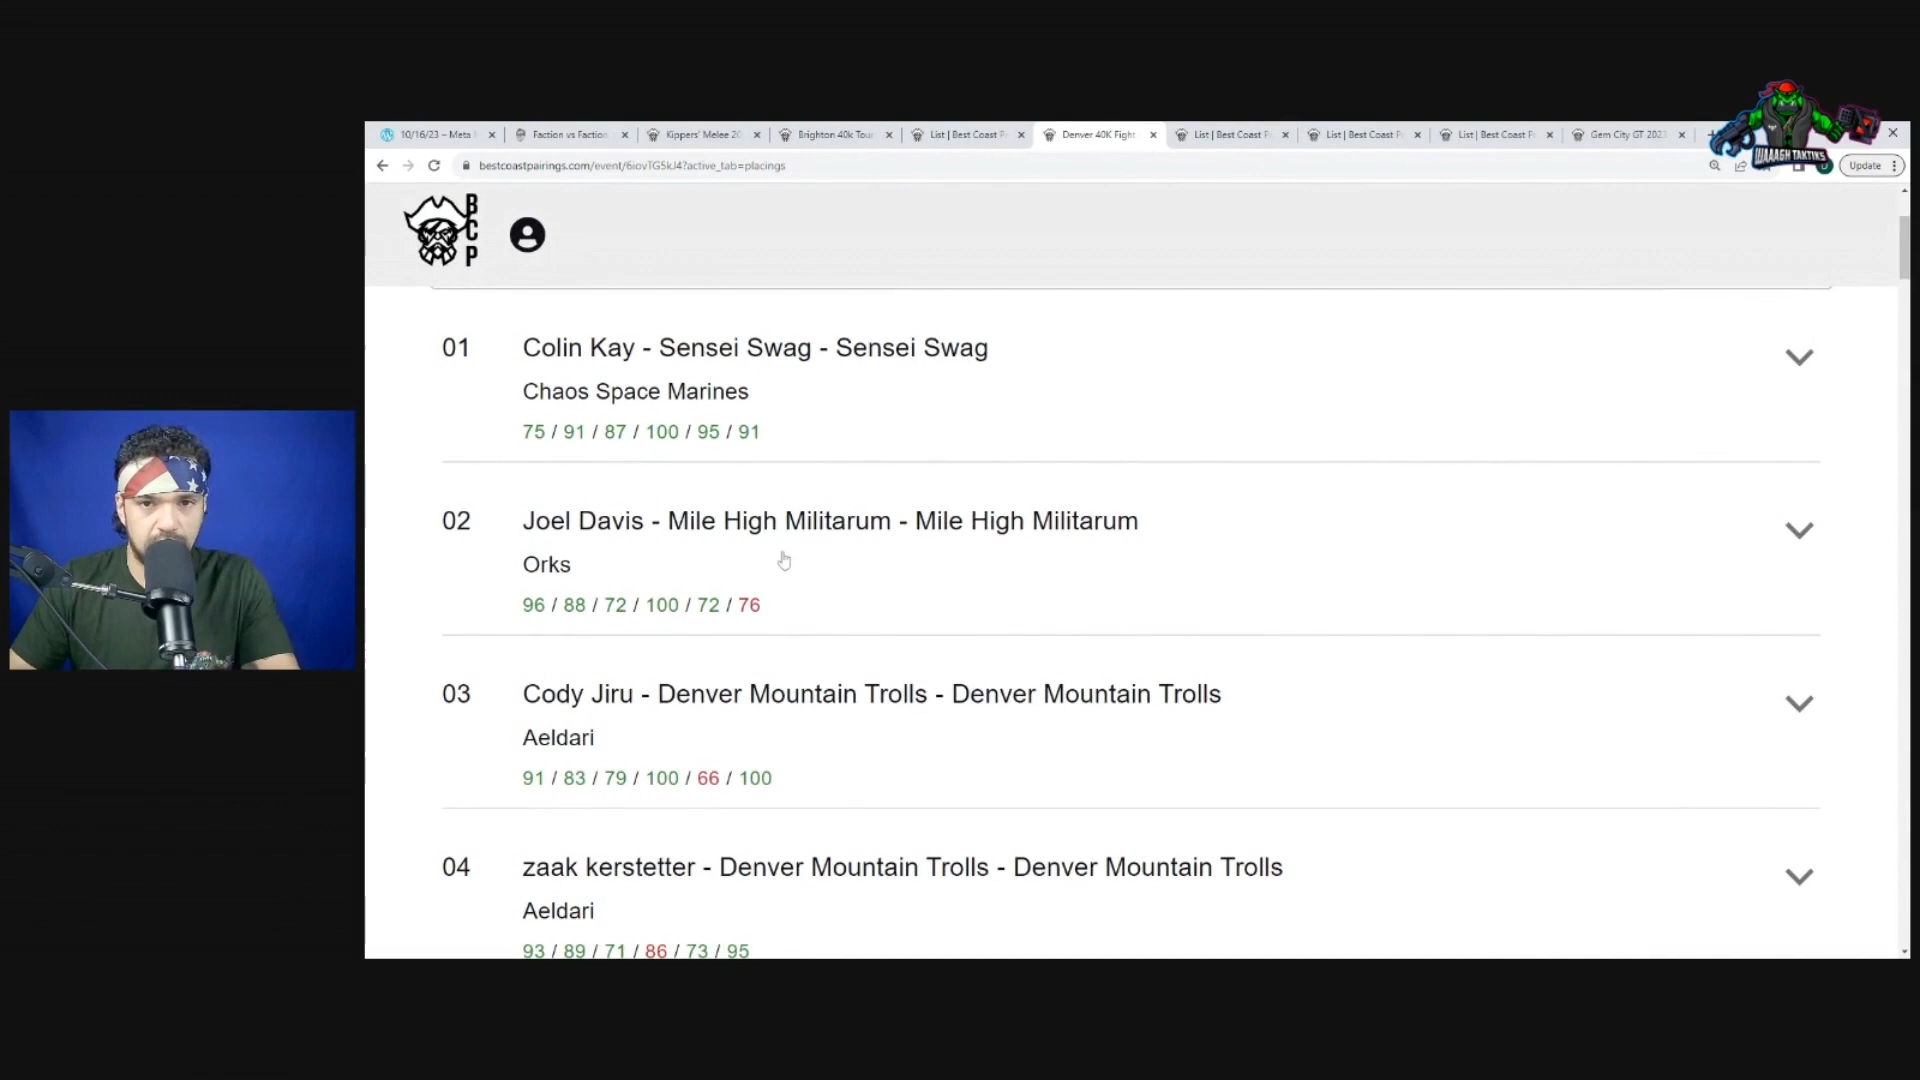 10/16/23 – Meta
Faction vs Faction
Kippers' Melee 20
Brighton 40k Tour
List | Best Coast P
Denver 40K Fight
List | Best Coast P
List | Best Coast P
List | Best Coast P
Gem City GT 2023
WAAAGH TAKTIKS
bestcoastpairings.com/event/6iovTG5kJ4?active_tab=placings
Update
BCP
01
Colin Kay - Sensei Swag - Sensei Swag
Chaos Space Marines
75 / 91 / 87 / 100 / 95 / 91
02
Joel Davis - Mile High Militarum - Mile High Militarum
Orks
96 / 88 / 72 / 100 / 72 / 76
03
Cody Jiru - Denver Mountain Trolls - Denver Mountain Trolls
Aeldari
91 / 83 / 79 / 100 / 66 / 100
04
zaak kerstetter - Denver Mountain Trolls - Denver Mountain Trolls
Aeldari
93 / 89 / 71 / 86 / 73 / 95